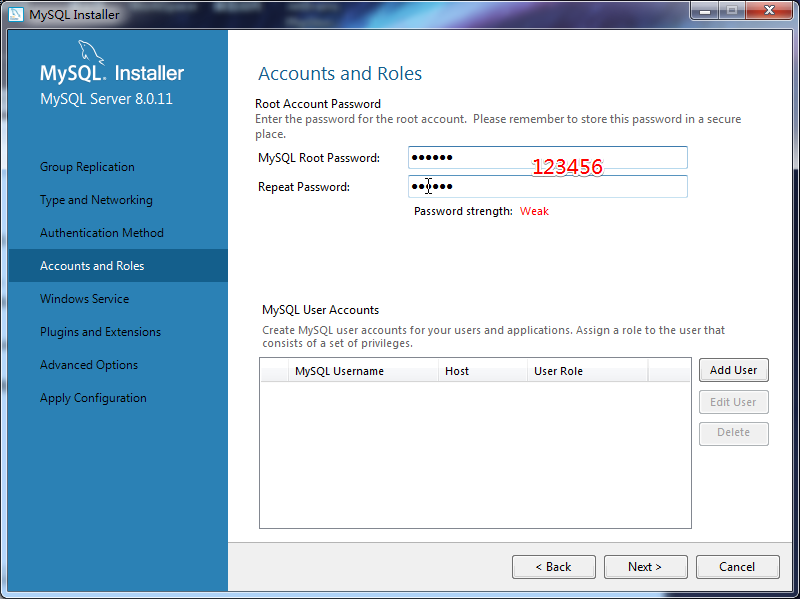 MySQL Installer
MySQL. Installer
MySQL Server 8.0.11
Group Replication
Type and Networking
Authentication Method
Accounts and Roles
Windows Service
Plugins and Extensions
Advanced Options
Apply Configuration
Accounts and Roles
Root Account Password
Enter the password for the root account. Please remember to store this password in a secure
place.
MySQL Root Password: ●●●●●●
123456
Repeat Password: ●●●●●●
Password strength: Weak
MySQL User Accounts
Create MySQL user accounts for your users and applications. Assign a role to the user that
consists of a set of privileges.
MySQL Username Host User Role
Add User
Edit User
Delete
< Back Next > Cancel